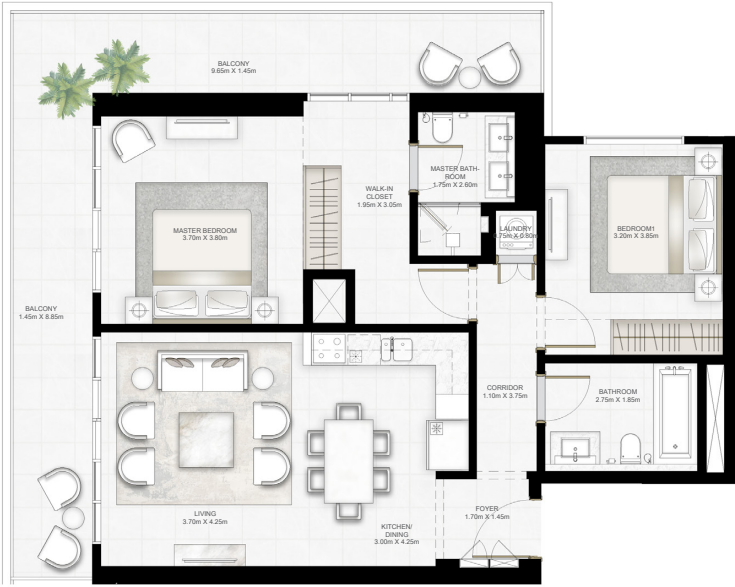 BALCONY
9.65m X 1.45m
MASTER BATH-
ROOM
1.75m X 2.60m
WALK-IN
CLOSET
1.95m X 3.05m
MASTER BEDROOM
3.70m X 3.80m
LAUNDRY
.75m X 0.80m
BEDROOM1
3.20m X 3.85m
BALCONY
1.45m X 8.85m
CORRIDOR
1.10m X 3.75m
BATHROOM
2.75m X 1.85m
LIVING
3.70m X 4.25m
KITCHEN/
DINING
3.00m X 4.25m
FOYER
1.70m X 1.45m